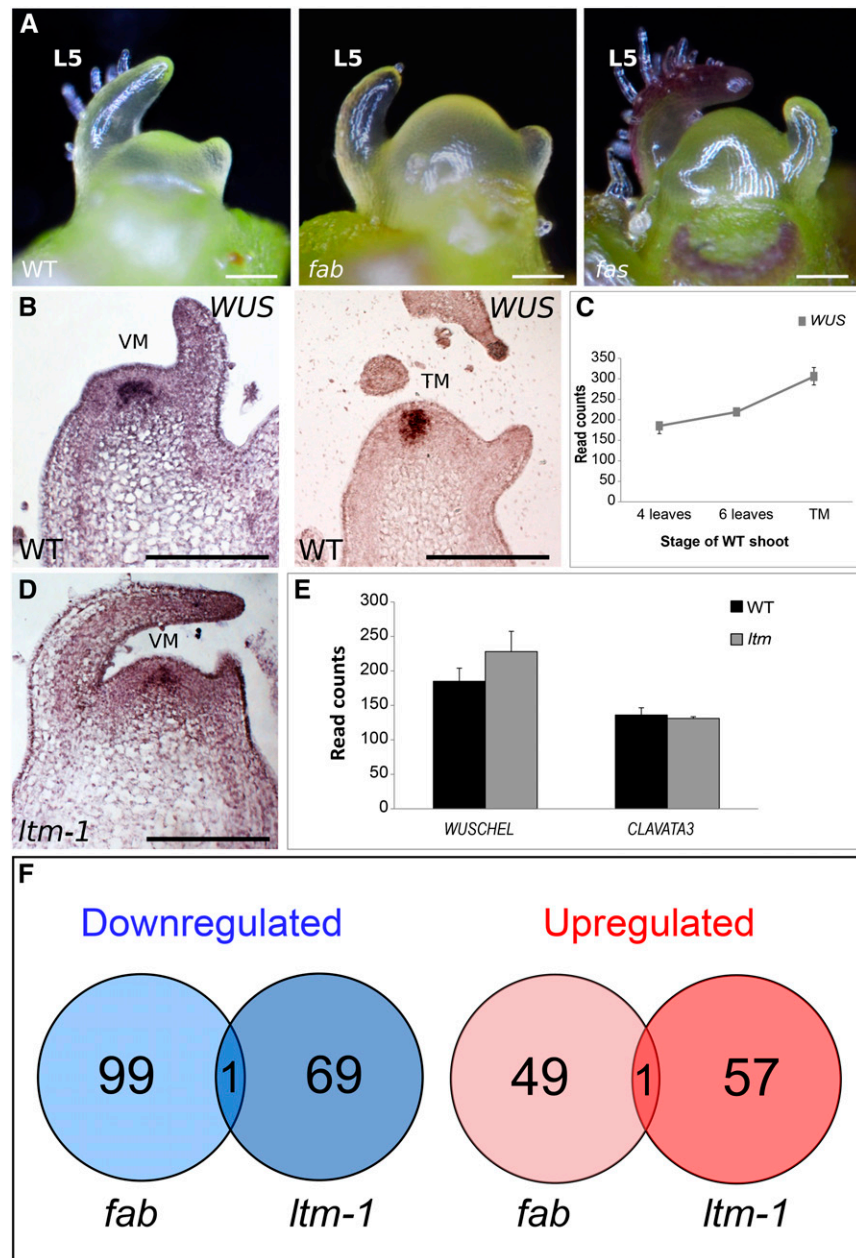 A
L5
L5
L5
WT
fab
fas
B
WUS
VM
WT
WUS
TM
WT
C
WUS
350
300
250
200
150
100
50
0
Read counts
4 leaves
6 leaves
TM
Stage of WT shoot
D
VM
ltm-1
E
300
250
200
150
100
50
0
Read counts
WT
ltm
WUSCHEL
CLAVATA3
F
Downregulated
Upregulated
99
1
69
49
1
57
fab
ltm-1
fab
ltm-1